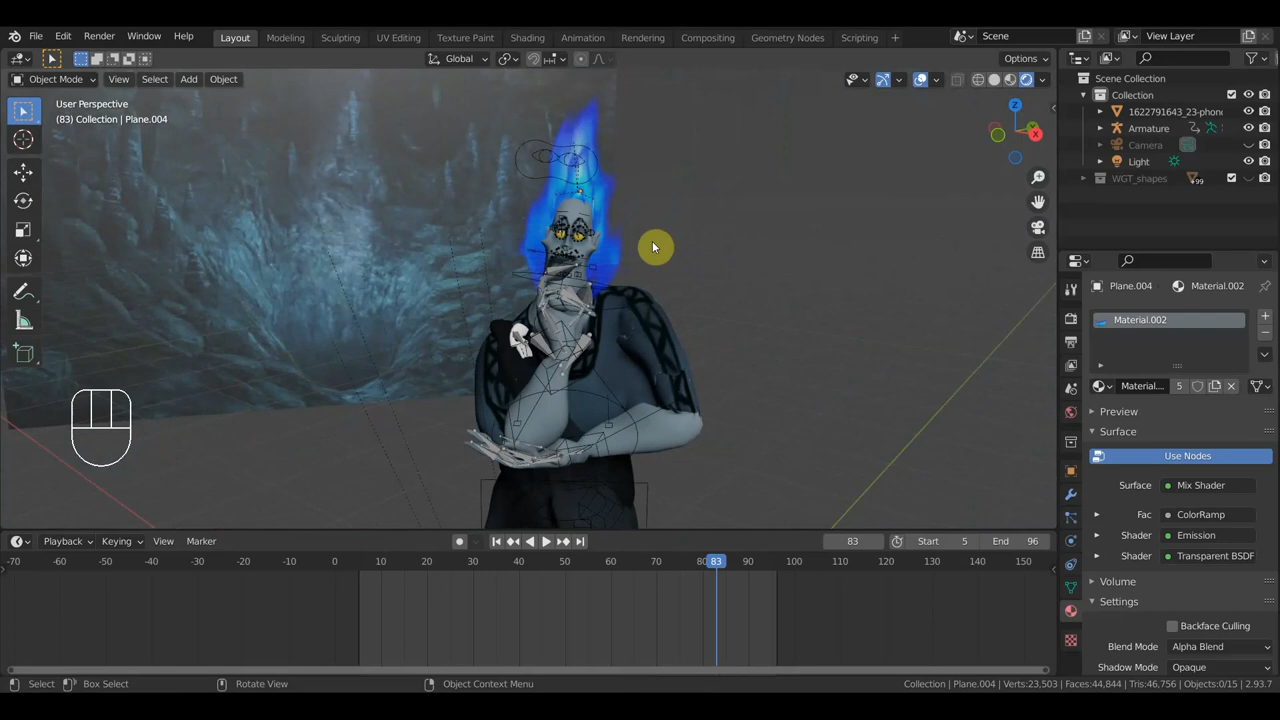 File Edit Render Window Help Layout Modeling Sculpting UV Editing Texture Paint Shading Animation Rendering Compositing Geometry Nodes Scripting Scene View Layer
Global Options
Object Mode View Select Add Object
User Perspective
(83) Collection | Plane.004
Z
X
Scene Collection
Collection
1622791643_23-phon
Armature
Camera
Light
WGT_shapes 99
Plane.004 Material.002
Material.002
Material... 5
Preview
Surface
Use Nodes
Surface: Mix Shader
Fac ColorRamp
Shader Emission
Shader Transparent BSDF
Volume
Settings
Backface Culling
Blend Mode Alpha Blend
Shadow Mode Opaque
Playback Keying View Marker 83 Start 5 End 96
-70 -60 -50 -40 -30 -20 -10 0 10 20 30 40 50 60 70 80 83 90 100 110 120 130 140 150
Select Box Select Rotate View Object Context Menu Collection | Plane.004 | Verts:23,503 | Faces:44,844 | Tris:46,756 | Objects:0/15 | 2.93.7